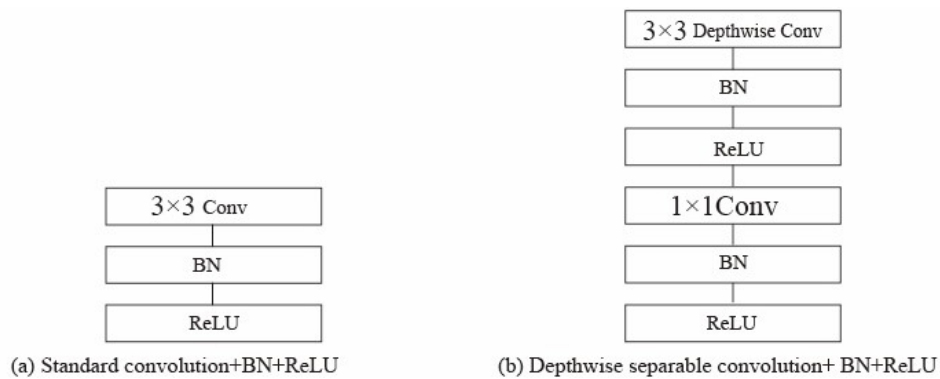 3×3 Conv
BN
ReLU
(a) Standard convolution+BN+ReLU
3×3 Depthwise Conv
BN
ReLU
1×1Conv
BN
ReLU
(b) Depthwise separable convolution+ BN+ReLU